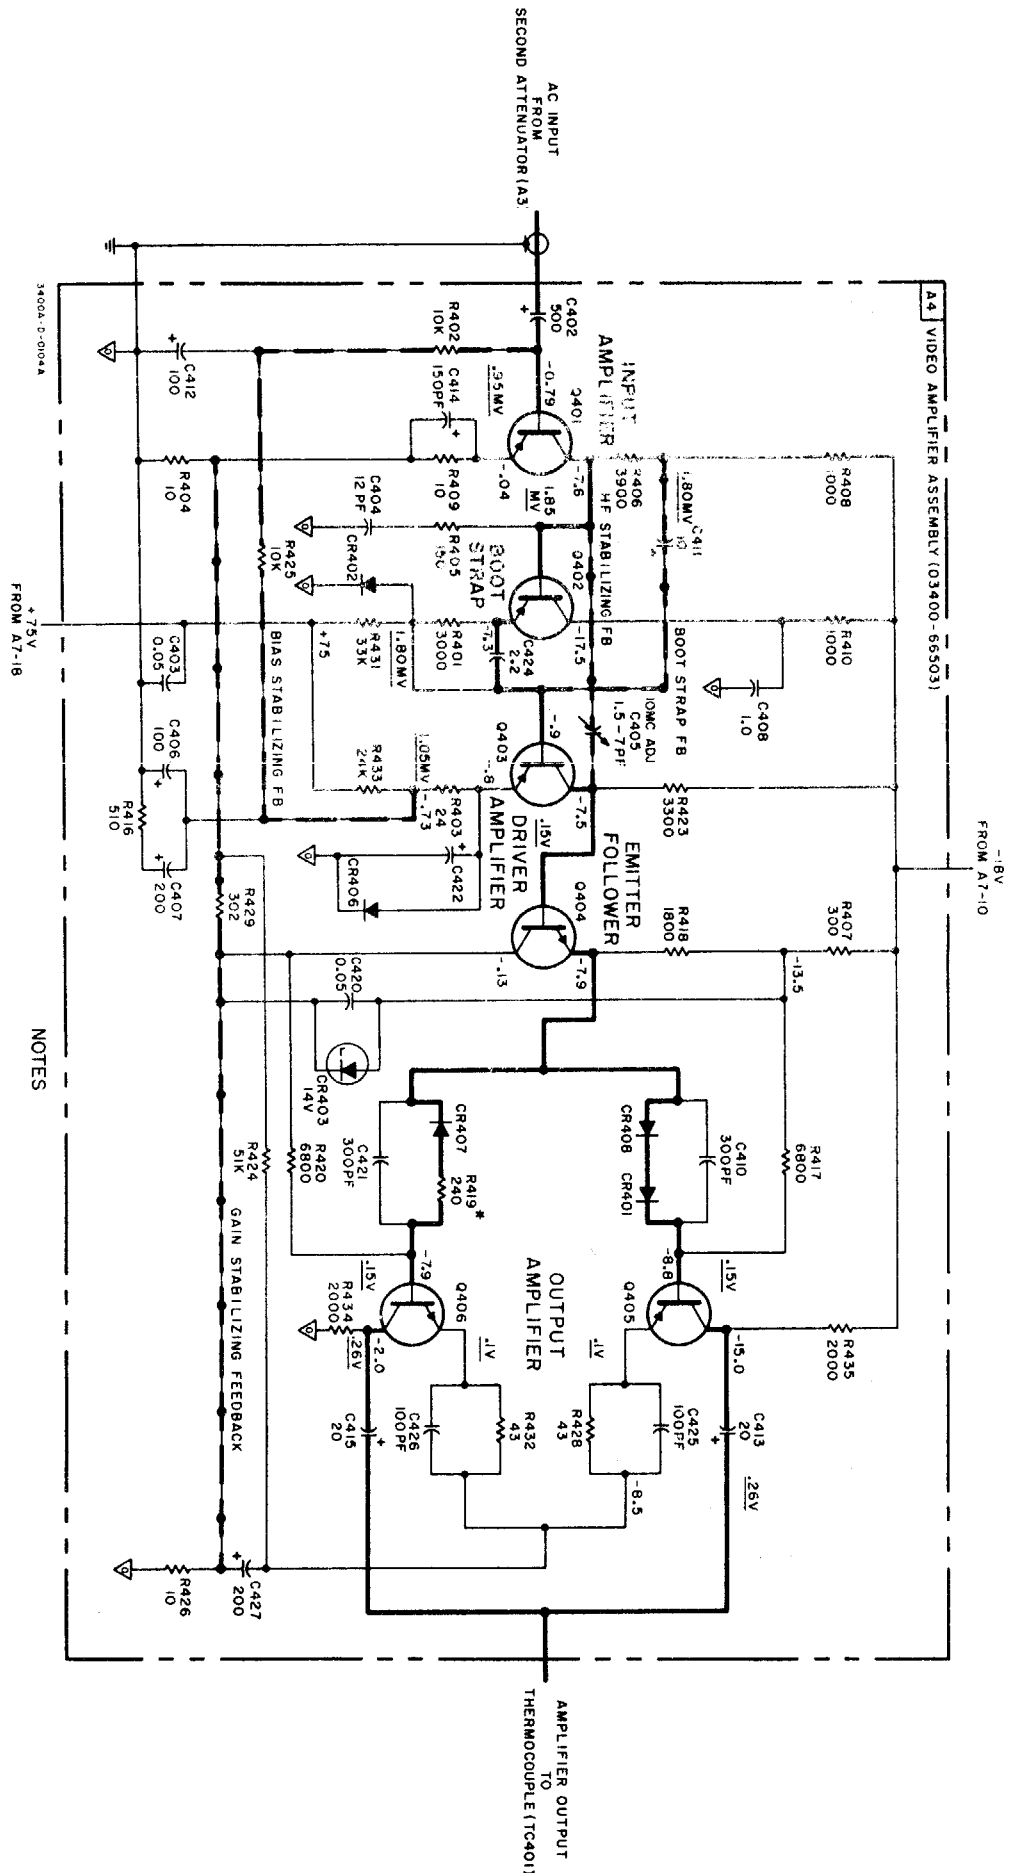 A4 VIDEO AMPLIFIER ASSEMBLY (03400-66503)
-18V
FROM A7-10
AC INPUT
FROM
SECOND ATTENUATOR (A3)
C402
500
INPUT
AMPLIFIER
Q401
-0.79
-7.6
-.04
.95MV
1.85
MV
R402
10K
C414
150PF
R409
10
R404
10
C412
100
R408
1000
R406
3900
1.80MV
C411
HF STABILIZING FB
BOOT STRAP FB
Q402
-17.5
-7.3
BOOT
STRAP
C404
12 PF
R405
CR402
R425
10K
R410
1000
C408
1.0
C424
2.2
R401
3000
1.80MV
R431
33K
+75
+75V
FROM A7-18
C403
0.05
BIAS STABILIZING FB
10MC ADJ
C405
1.5-7PF
-.9
Q403
-7.5
-.8
.15V
DRIVER
AMPLIFIER
R423
3300
1.05MV
-.73
R403
24
R433
24K
C422
CR406
C406
100
R416
510
C407
200
EMITTER
FOLLOWER
Q404
-7.9
-.13
R418
1800
R407
300
-13.5
R429
302
C420
0.05
CR403
14V
R424
51K
R420
6800
GAIN STABILIZING FEEDBACK
CR407
R419*
240
C421
300PF
CR408
CR401
C410
300PF
R417
6800
OUTPUT
AMPLIFIER
-8.8
.15V
Q405
-15.0
.1V
R435
2000
C413
20
.26V
C425
100PF
R428
43
-8.5
R432
43
C426
100PF
-7.9
.15V
Q406
.1V
-2.0
.26V
R434
2000
C415
20
C427
200
R426
10
AMPLIFIER OUTPUT
TO
THERMOCOUPLE (TC401)
3400A-D-0104A
NOTES